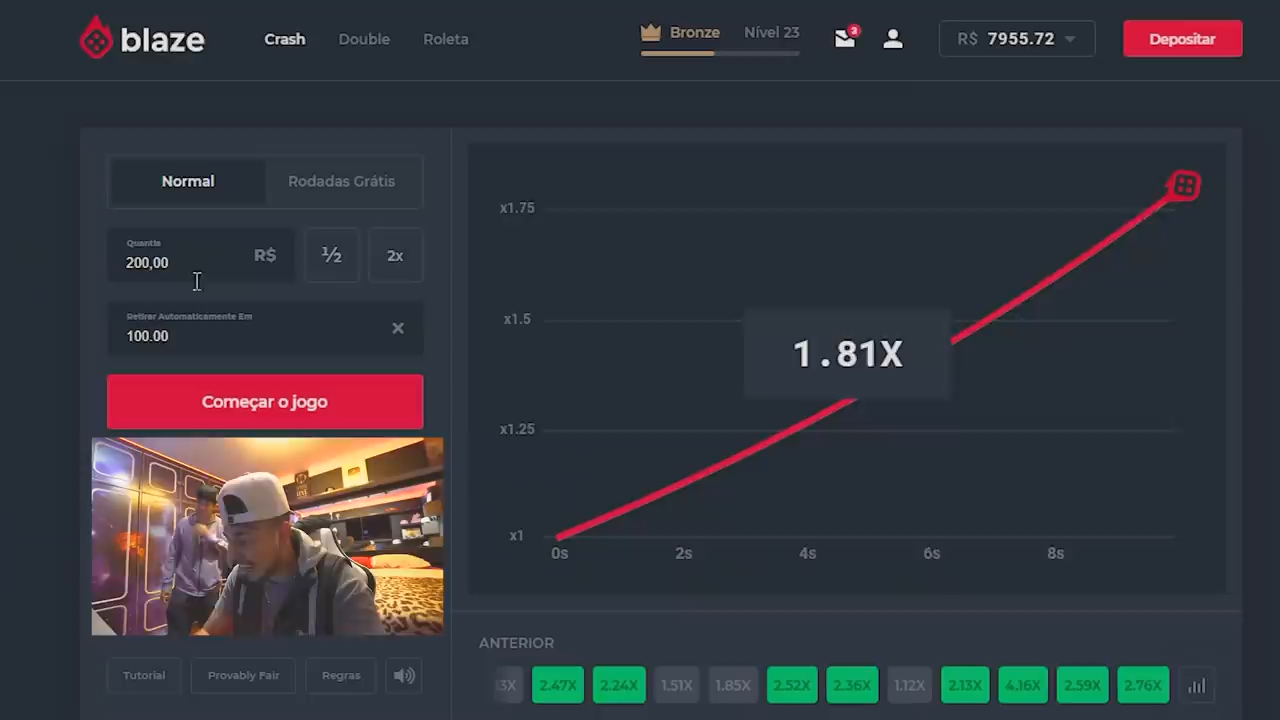 blaze
Crash
Double
Roleta
Bronze
Nível 23
3
R$ 7955.72
Depositar
Normal
Rodadas Grátis
Quantia
200,00
R$
½
2x
Retirar Automaticamente Em
100.00
Começar o jogo
Tutorial
Provably Fair
Regras
x1.75
x1.5
x1.25
x1
1.81X
0s 2s 4s 6s 8s
ANTERIOR
3X 2.47X 2.24X 1.51X 1.85X 2.52X 2.36X 1.12X 2.13X 4.16X 2.59X 2.76X